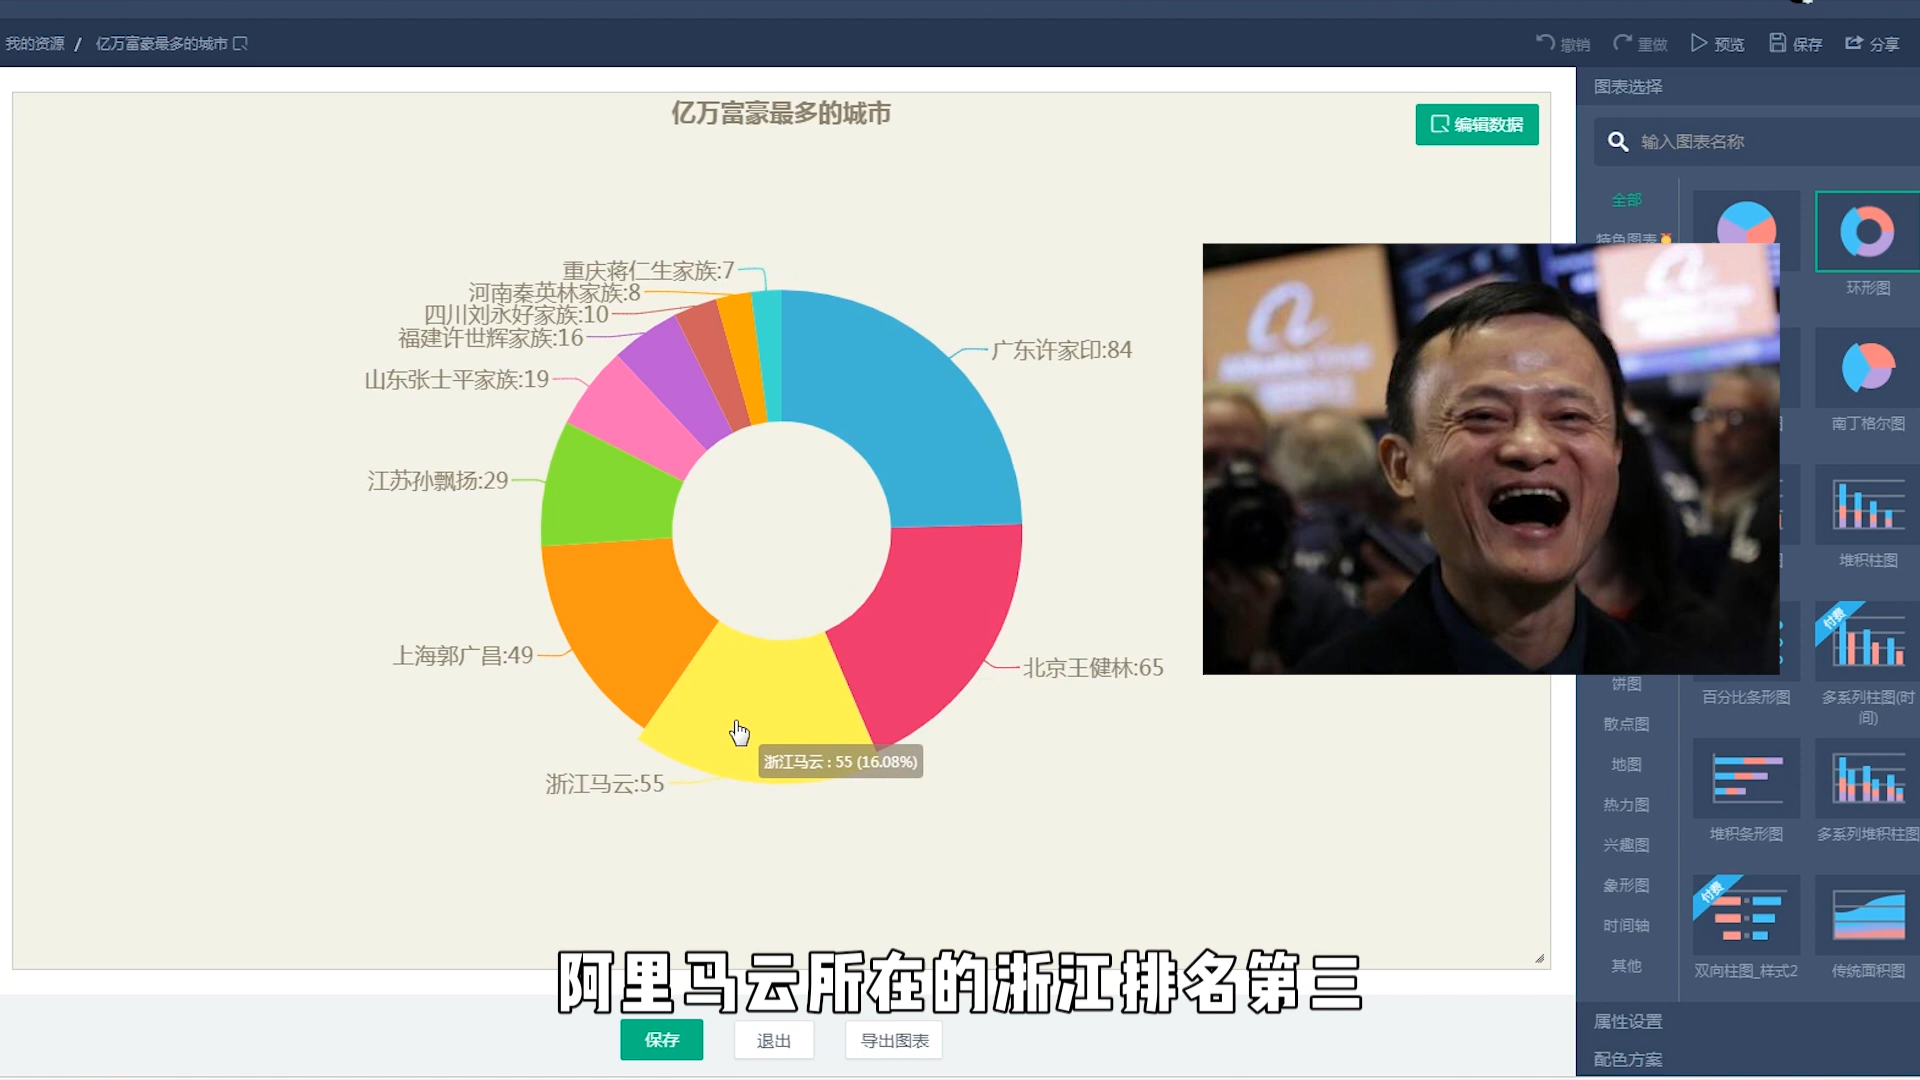 我的资源 / 亿万富豪最多的城市
撤销 重做 预览 保存 分享
亿万富豪最多的城市
编辑数据
重庆蒋仁生家族:7
河南秦英林家族:8
四川刘永好家族:10
福建许世辉家族:16
山东张士平家族:19
江苏孙飘扬:29
上海郭广昌:49
浙江马云:55
广东许家印:84
北京王健林:65
浙江马云 : 55 (16.08%)
阿里马云所在的浙江排名第三
保存 退出 导出图表
图表选择
输入图表名称
全部
特色图表
饼图
散点图
地图
热力图
兴趣图
象形图
时间轴
其他
环形图
南丁格尔图
堆积柱图
付费
百分比条形图
多系列柱图(时间)
堆积条形图
多系列堆积柱图
付费
双向柱图_样式2
传统面积图
属性设置
配色方案